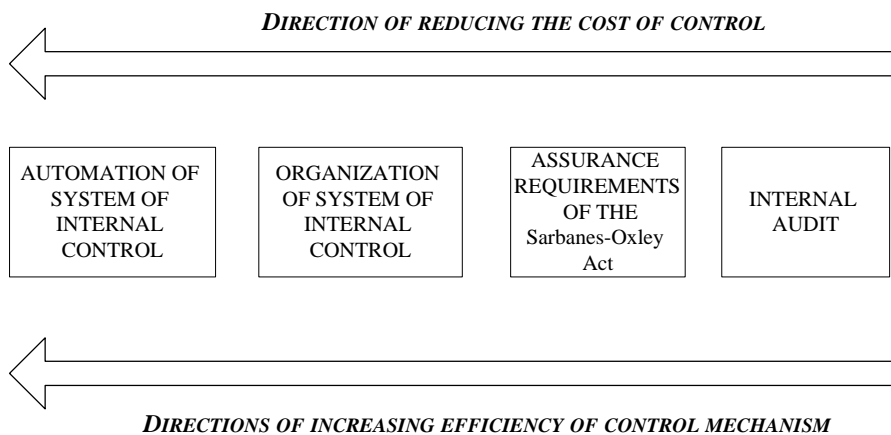 DIRECTION OF REDUCING THE COST OF CONTROL
AUTOMATION OF
SYSTEM OF
INTERNAL
CONTROL
ORGANIZATION
OF SYSTEM OF
INTERNAL
CONTROL
ASSURANCE
REQUIREMENTS
OF THE
Sarbanes-Oxley
Act
INTERNAL
AUDIT
DIRECTIONS OF INCREASING EFFICIENCY OF CONTROL MECHANISM